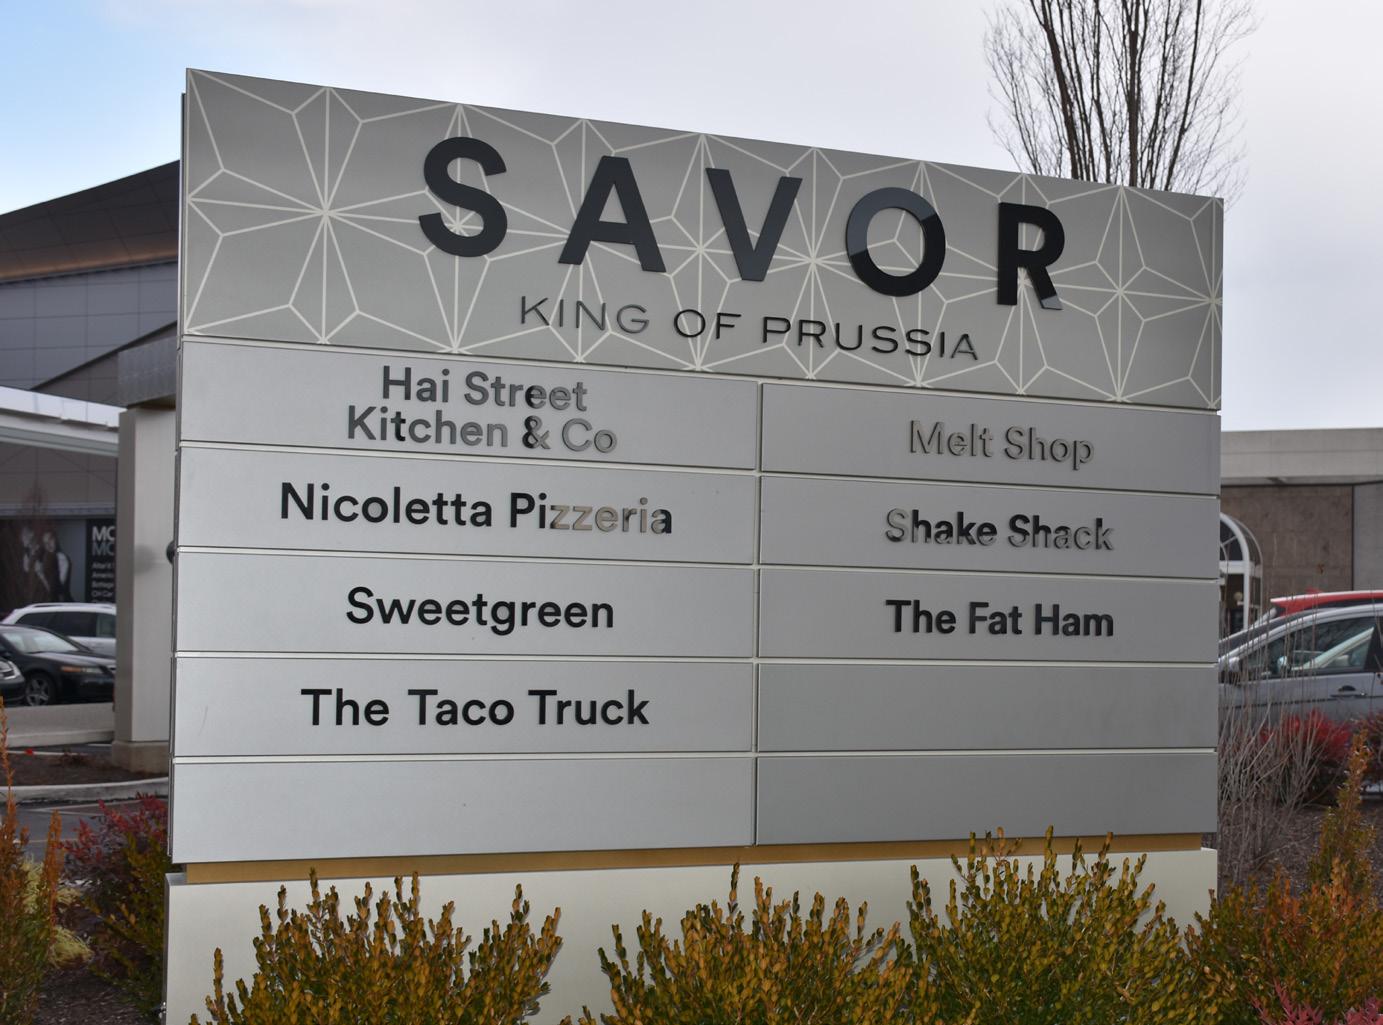 SAVOR
KING OF PRUSSIA
Hai Street
Kitchen & Co
Melt Shop
Nicoletta Pizzeria
Shake Shack
Sweetgreen
The Fat Ham
The Taco Truck